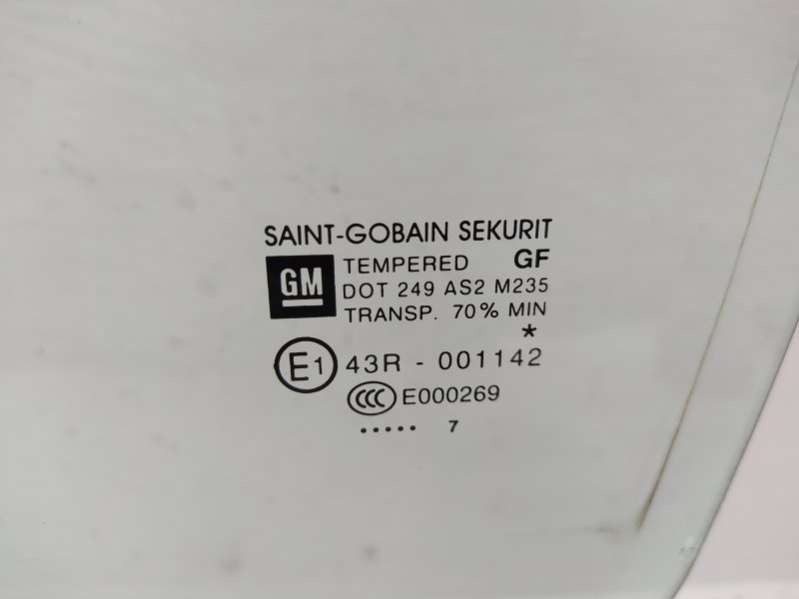 SAINT-GOBAIN SEKURIT
GM TEMPERED GF
DOT 249 AS2 M235
TRANSP. 70% MIN
*
E1 43R - 001142
CCC E000269
..... 7